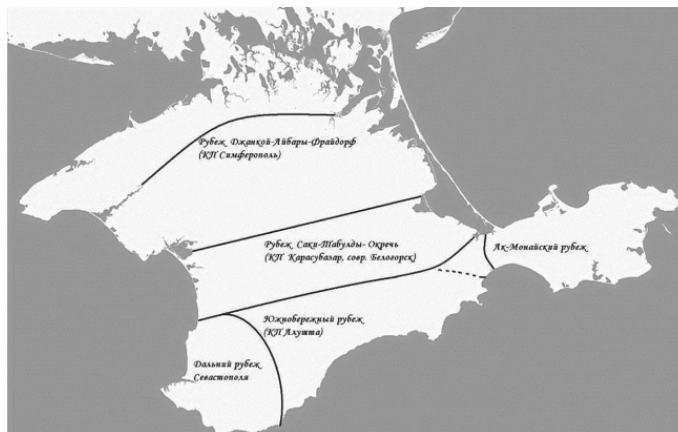 Рубеж Джанкой-Айбары-Фрайдорф
(КП Симферополь)
Рубеж Саки-Табулды- Окречь
(КП Карасубазар, совр. Белогорск)
Ак-Монайский рубеж
Южнобережный рубеж
(КП Алушта)
Дальний рубеж
Севастополя